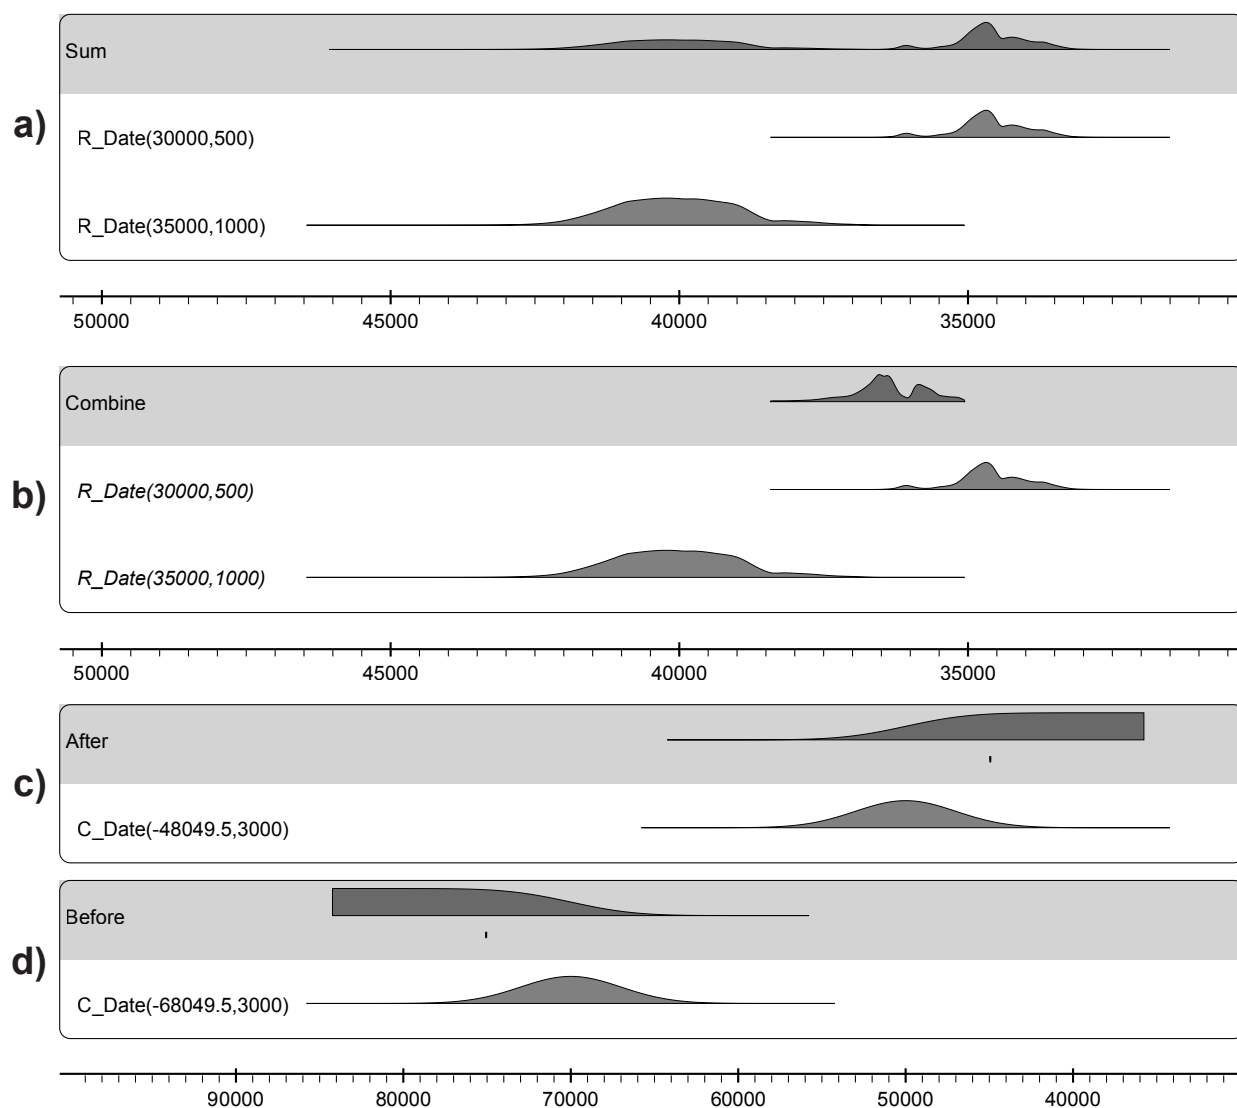 a)
Sum
R_Date(30000,500)
R_Date(35000,1000)
50000 45000 40000 35000
b)
Combine
R_Date(30000,500)
R_Date(35000,1000)
50000 45000 40000 35000
c)
After
C_Date(-48049.5,3000)
d)
Before
C_Date(-68049.5,3000)
90000 80000 70000 60000 50000 40000